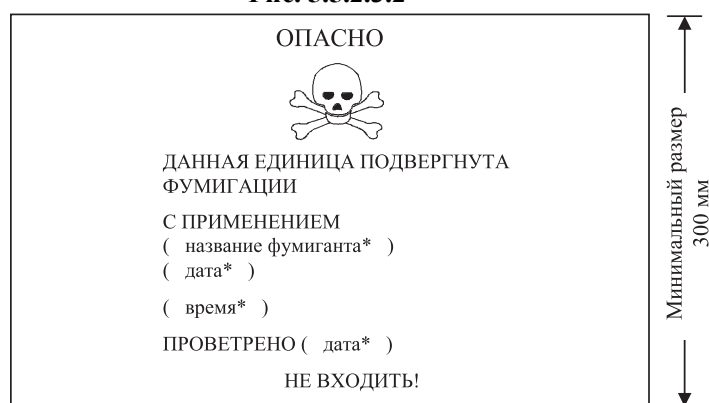 Рис. 5.5.2.3.2
ОПАСНО
ДАННАЯ ЕДИНИЦА ПОДВЕРГНУТА
ФУМИГАЦИИ
С ПРИМЕНЕНИЕМ
( название фумиганта* )
( дата* )
( время* )
ПРОВЕТРЕНО ( дата* )
НЕ ВХОДИТЬ!
Минимальный размер
300 мм